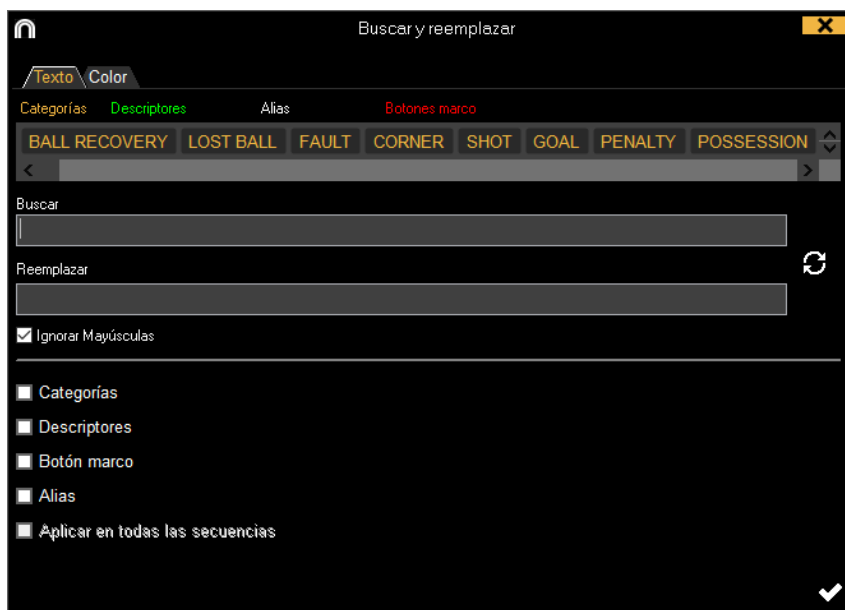 Buscar y reemplazar
Texto Color
Categorías Descriptores Alias Botones marco
BALL RECOVERY LOST BALL FAULT CORNER SHOT GOAL PENALTY POSSESSION
Buscar
Reemplazar
Ignorar Mayúsculas
Categorías
Descriptores
Botón marco
Alias
Aplicar en todas las secuencias